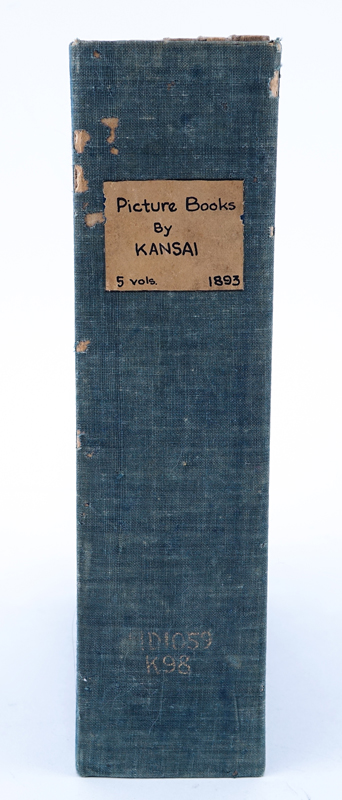 Picture Books
By
KANSAI
5 vols. 1893
ND1059
K98